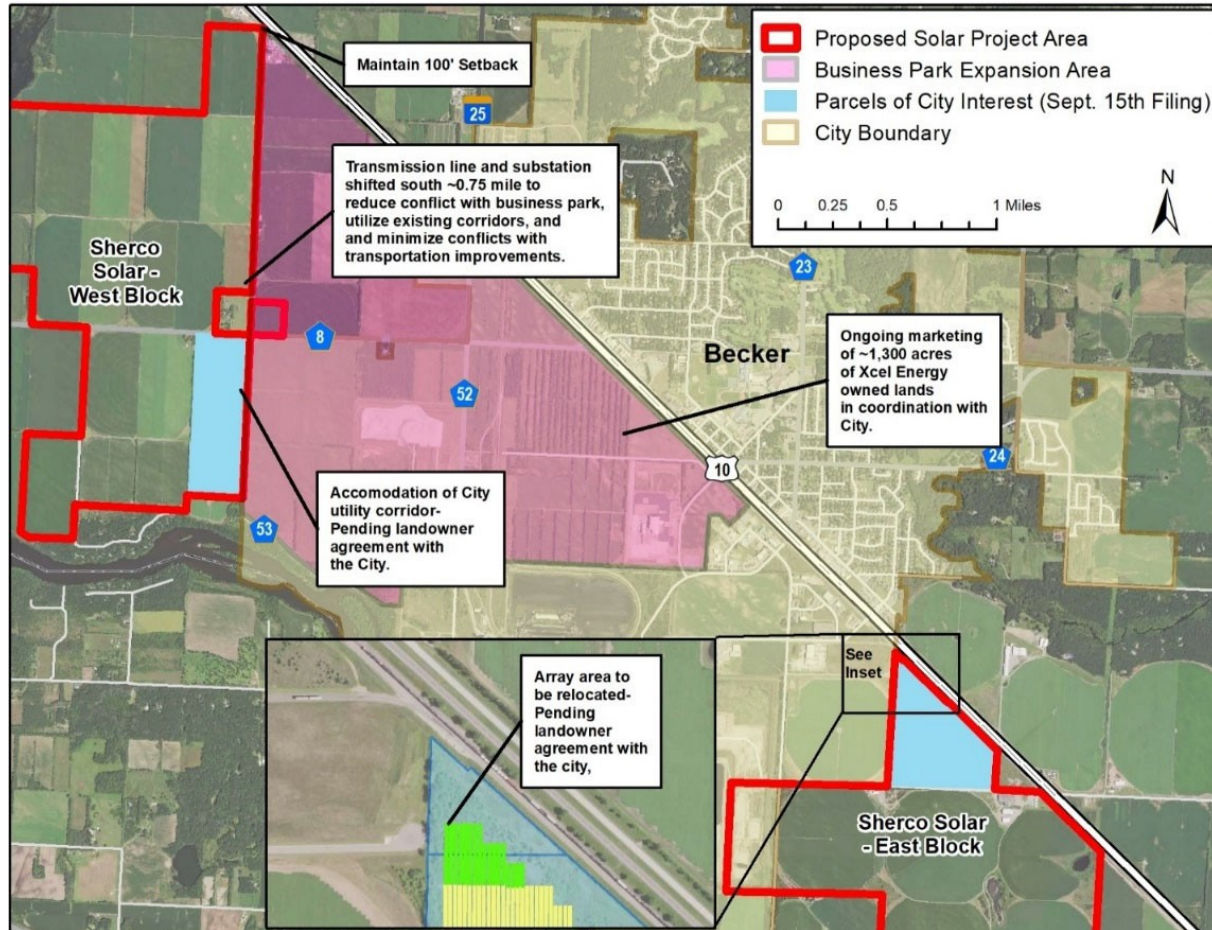 Proposed Solar Project Area
Business Park Expansion Area
Parcels of City Interest (Sept. 15th Filing)
City Boundary
0 0.25 0.5 1 Miles
N
Maintain 100' Setback
25
Transmission line and substation
shifted south ~0.75 mile to
reduce conflict with business park,
utilize existing corridors, and
and minimize conflicts with
transportation improvements.
Sherco
Solar -
West Block
23
8
Becker
Ongoing marketing
of ~1,300 acres
of Xcel Energy
owned lands
in coordination with
City.
52
10
24
Accomodation of City
utility corridor-
Pending landowner
agreement with
the City.
53
See
Inset
Array area to
be relocated-
Pending
landowner
agreement with
the city,
Sherco Solar
- East Block